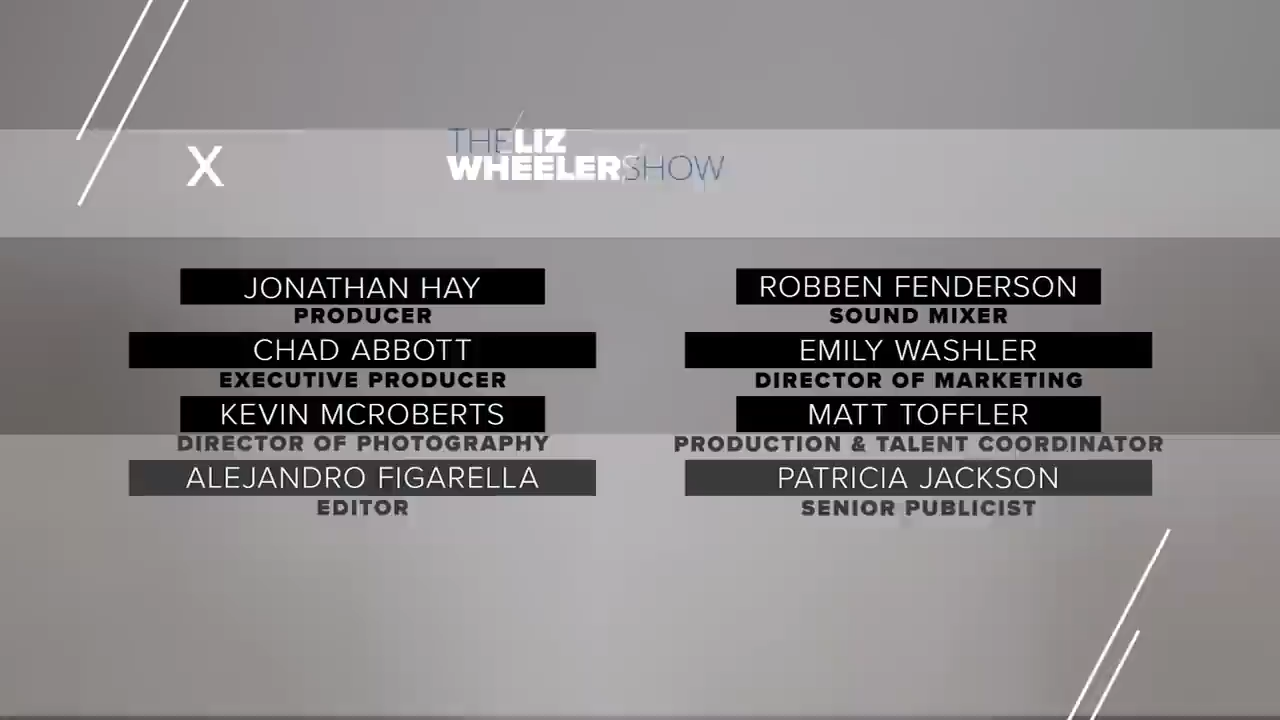 X
THE LIZ
WHEELER SHOW
JONATHAN HAY
PRODUCER
CHAD ABBOTT
EXECUTIVE PRODUCER
KEVIN MCROBERTS
DIRECTOR OF PHOTOGRAPHY
ALEJANDRO FIGARELLA
EDITOR
ROBBEN FENDERSON
SOUND MIXER
EMILY WASHLER
DIRECTOR OF MARKETING
MATT TOFFLER
PRODUCTION & TALENT COORDINATOR
PATRICIA JACKSON
SENIOR PUBLICIST